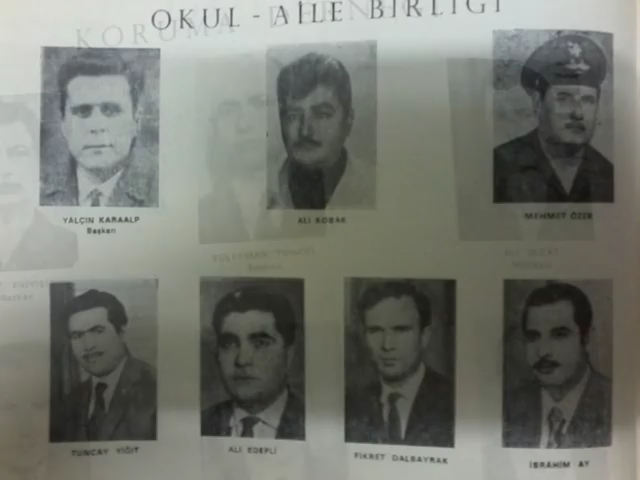 OKUL - AİLE BİRLİĞİ
KORUMA
YALÇIN KARAALP
Başkan
ALİ KOBAK
MEHMET ÖZER
TUNCAY YİĞİT
ALİ EDEPLİ
FİKRET DALBAYRAK
İBRAHİM AY